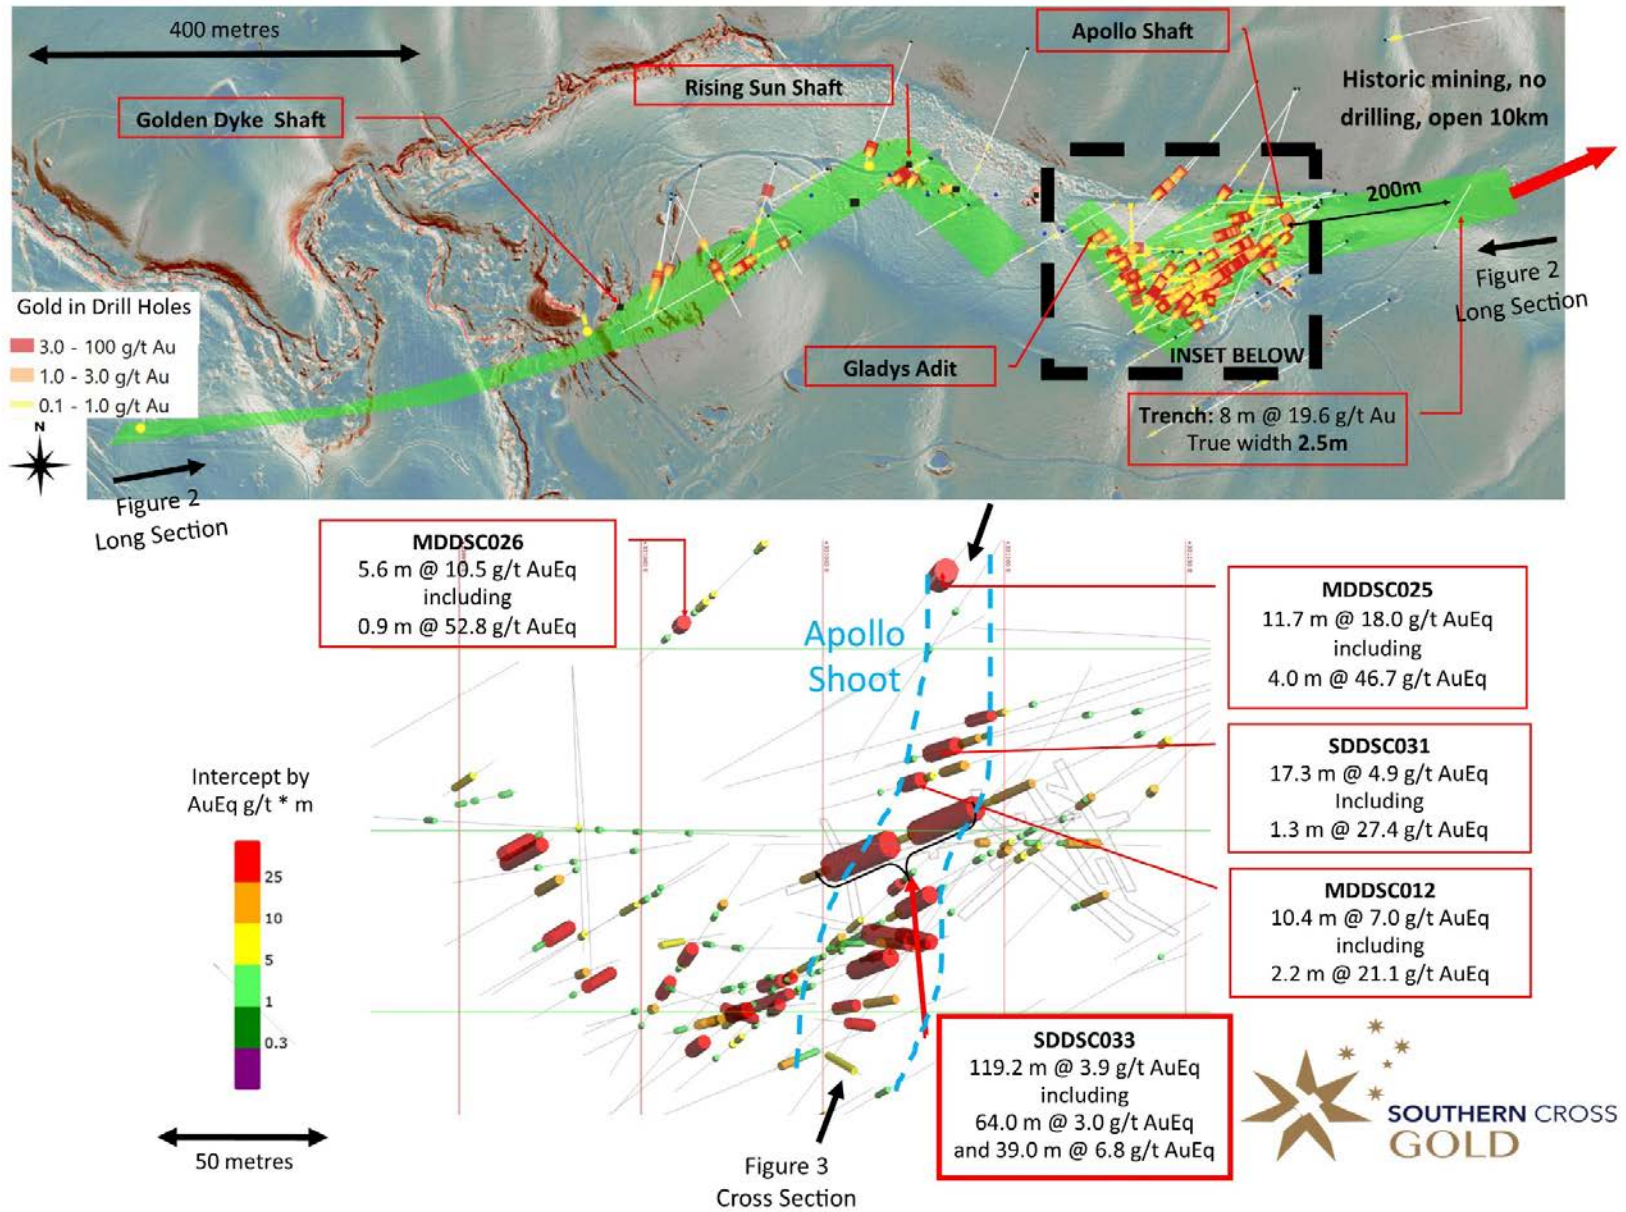 400 metres
Apollo Shaft
Rising Sun Shaft
Historic mining, no
drilling, open 10km
Golden Dyke Shaft
200m
Figure 2
Long Section
Gold in Drill Holes
3.0 - 100 g/t Au
1.0 - 3.0 g/t Au
0.1 - 1.0 g/t Au
N
Gladys Adit
INSET BELOW
Trench: 8 m @ 19.6 g/t Au
True width 2.5m
Figure 2
Long Section
MDDSC026
5.6 m @ 10.5 g/t AuEq
including
0.9 m @ 52.8 g/t AuEq
Apollo
Shoot
MDDSC025
11.7 m @ 18.0 g/t AuEq
including
4.0 m @ 46.7 g/t AuEq
SDDSC031
17.3 m @ 4.9 g/t AuEq
Including
1.3 m @ 27.4 g/t AuEq
Intercept by
AuEq g/t * m
25
10
5
1
0.3
MDDSC012
10.4 m @ 7.0 g/t AuEq
including
2.2 m @ 21.1 g/t AuEq
SDDSC033
119.2 m @ 3.9 g/t AuEq
including
64.0 m @ 3.0 g/t AuEq
and 39.0 m @ 6.8 g/t AuEq
50 metres
Figure 3
Cross Section
SOUTHERN CROSS
GOLD